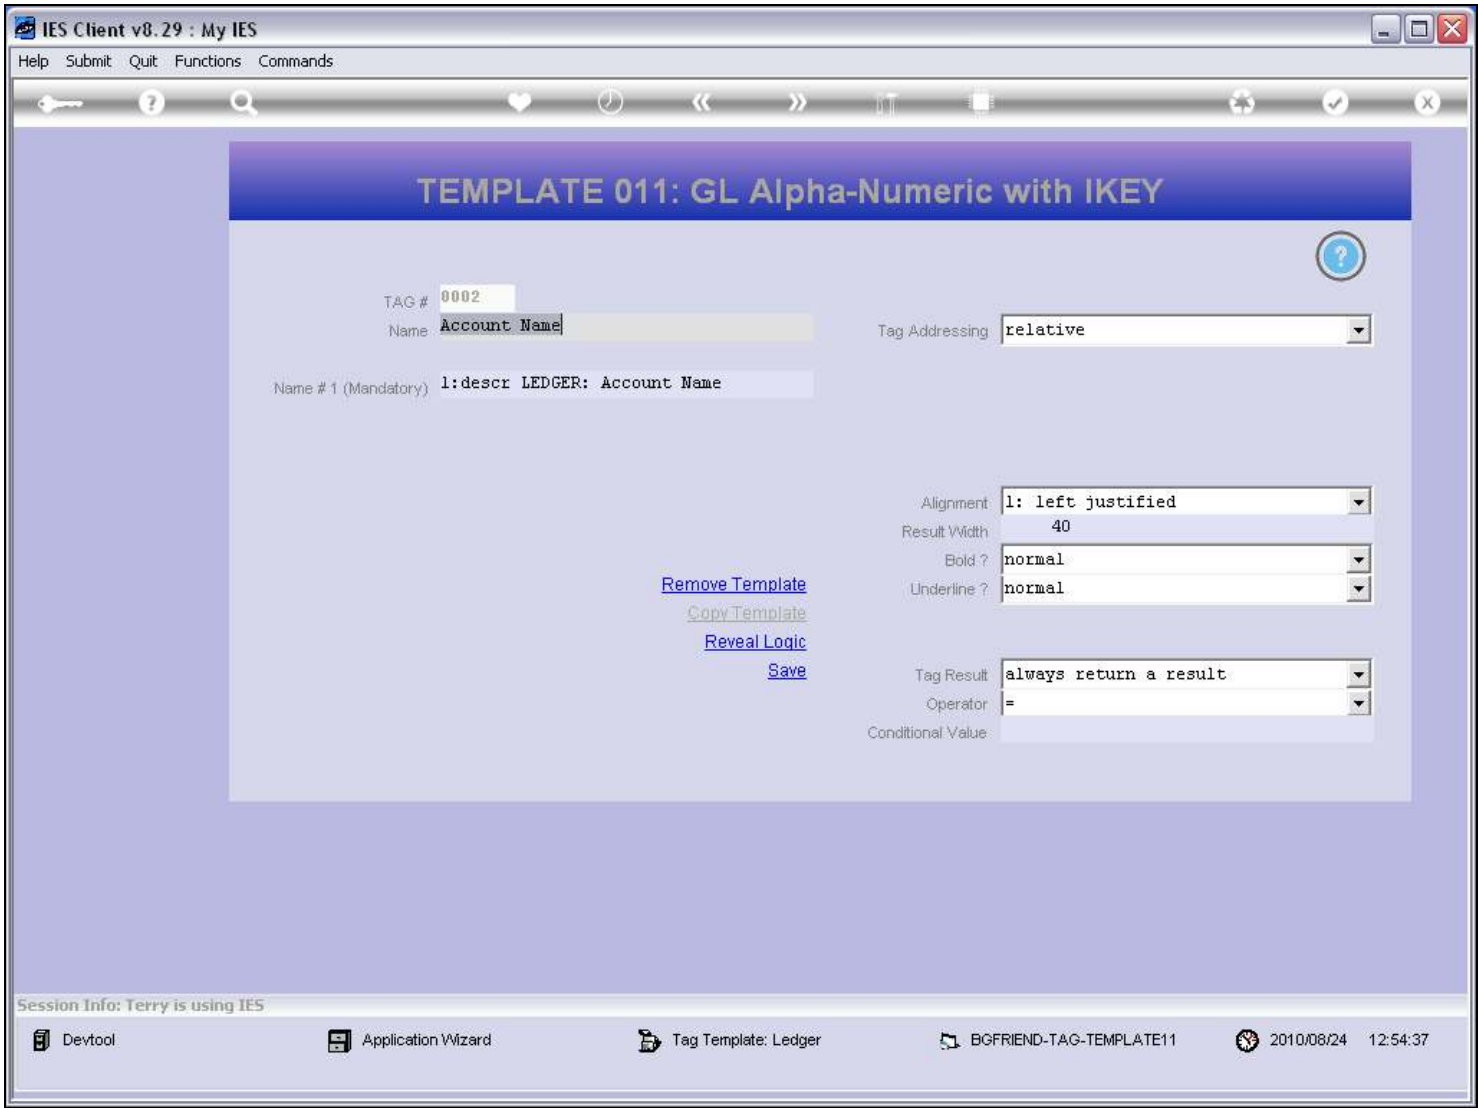 IES Client v8.29 : My IES
Help Submit Quit Functions Commands
TEMPLATE 011: GL Alpha-Numeric with IKEY
TAG # 0002
Name Account Name
Tag Addressing relative
Name # 1 (Mandatory) l:descr LEDGER: Account Name
Alignment l: left justified
Result Width 40
Bold ? normal
Remove Template
Underline ? normal
Copy Template
Reveal Logic
Save
Tag Result always return a result
Operator =
Conditional Value
Session Info: Terry is using IES
Devtool Application Wizard Tag Template: Ledger BGFRIEND-TAG-TEMPLATE11 2010/08/24 12:54:37